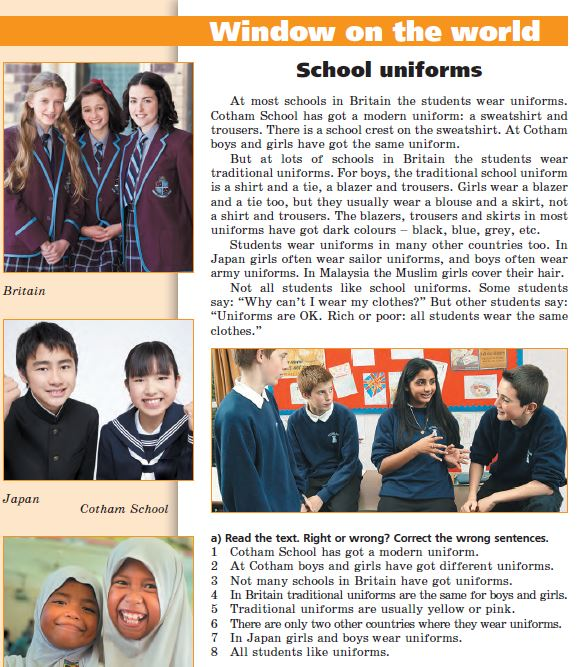 Window on the world
School uniforms
At most schools in Britain the students wear uniforms.
Cotham School has got a modern uniform: a sweatshirt and
trousers. There is a school crest on the sweatshirt. At Cotham
boys and girls have got the same uniform.
But at lots of schools in Britain the students wear
traditional uniforms. For boys, the traditional school uniform
is a shirt and a tie, a blazer and trousers. Girls wear a blazer
and a tie too, but they usually wear a blouse and a skirt, not
a shirt and trousers. The blazers, trousers and skirts in most
uniforms have got dark colours – black, blue, grey, etc.
Students wear uniforms in many other countries too. In
Japan girls often wear sailor uniforms, and boys often wear
army uniforms. In Malaysia the Muslim girls cover their hair.
Not all students like school uniforms. Some students
say: “Why can’t I wear my clothes?” But other students say:
“Uniforms are OK. Rich or poor: all students wear the same
clothes.”
Britain
Japan
Cotham School
a) Read the text. Right or wrong? Correct the wrong sentences.
1 Cotham School has got a modern uniform.
2 At Cotham boys and girls have got different uniforms.
3 Not many schools in Britain have got uniforms.
4 In Britain traditional uniforms are the same for boys and girls.
5 Traditional uniforms are usually yellow or pink.
6 There are only two other countries where they wear uniforms.
7 In Japan girls and boys wear uniforms.
8 All students like uniforms.